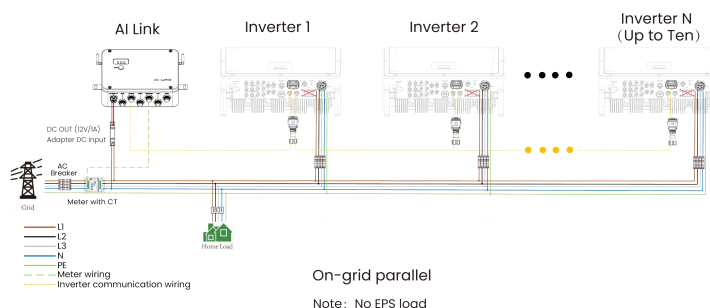 AI Link
Inverter 1
Inverter 2
Inverter N
（Up to Ten）
AI LINK
DC OUT (12V/1A)
Adapter DC Input
AC
Breaker
Grid
Meter with CT
Home Load
L1
L2
L3
N
PE
Meter wiring
Inverter communication wiring
On-grid parallel
Note: No EPS load